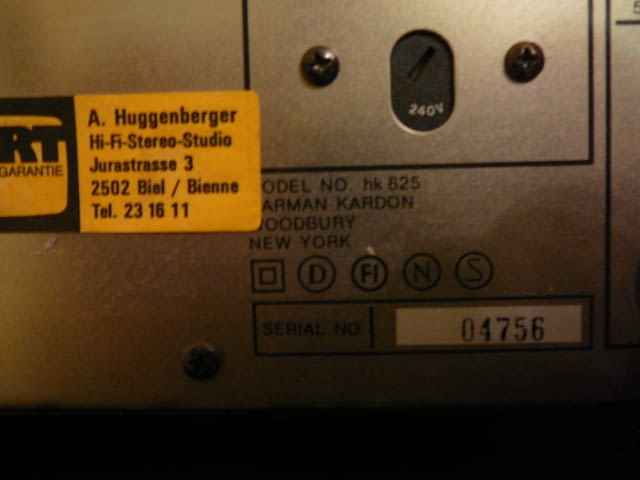 240V
RT
GARANTIE
A. Huggenberger
Hi-Fi-Stereo-Studio
Jurastrasse 3
2502 Biel / Bienne
Tel. 23 16 11
ODEL NO. hk 825
ARMAN KARDON
OODBURY
NEW YORK
D FI N S
SERIAL NO 04756